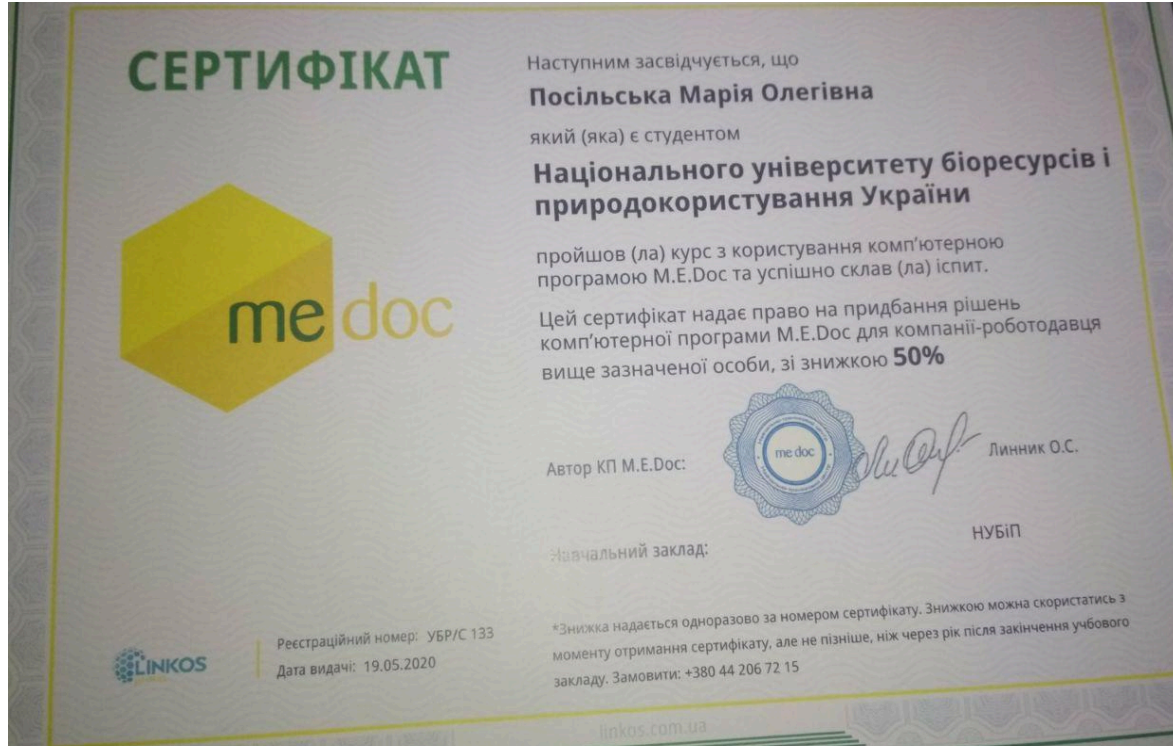 СЕРТИФІКАТ
me doc
Наступним засвідчується, що
Посільська Марія Олегівна
який (яка) є студентом
Національного університету біоресурсів і
природокористування України
пройшов (ла) курс з користування комп'ютерною
програмою M.E.Doc та успішно склав (ла) іспит.
Цей сертифікат надає право на придбання рішень
комп'ютерної програми M.E.Doc для компанії-роботодавця
вище зазначеної особи, зі знижкою 50%
Автор КП M.E.Doc:
me doc
Линник О.С.
Навчальний заклад:
НУБіП
LINKOS
Реєстраційний номер: УБР/С 133
Дата видачі: 19.05.2020
*Знижка надається одноразово за номером сертифікату. Знижкою можна скористатись з
моменту отримання сертифікату, але не пізніше, ніж через рік після закінчення учбового
закладу. Замовити: +380 44 206 72 15
linkos.com.ua